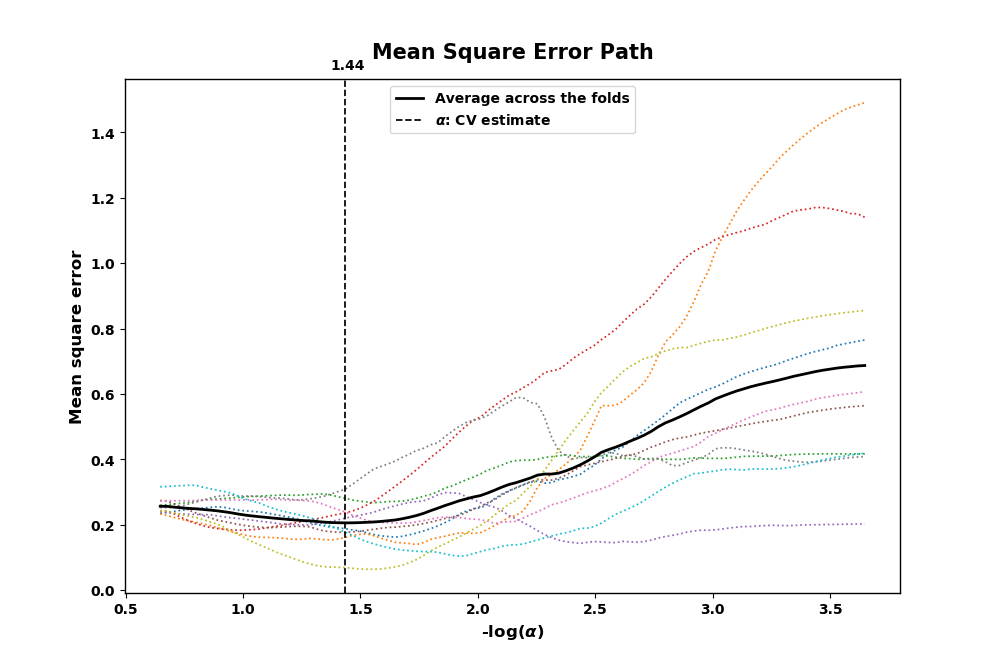 Mean Square Error Path
1.44
Average across the folds
α: CV estimate
Mean square error
1.4
1.2
1.0
0.8
0.6
0.4
0.2
0.0
0.5 1.0 1.5 2.0 2.5 3.0 3.5
-log(α)